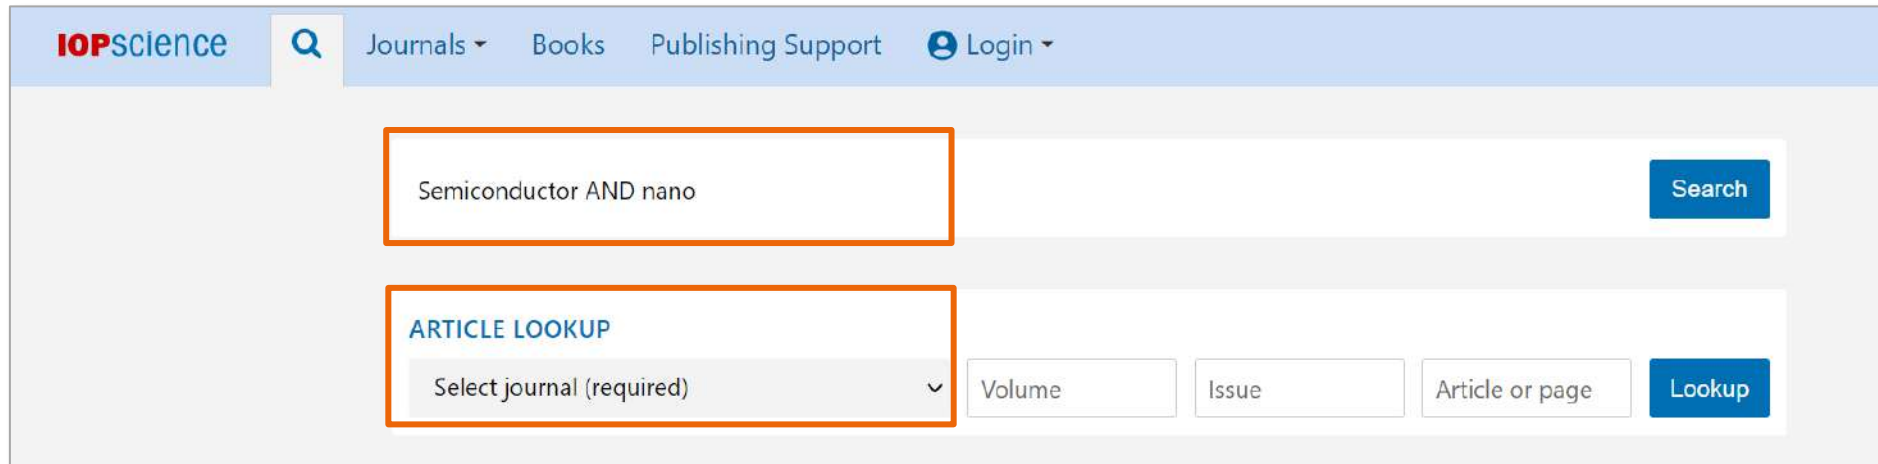 IOPscience Journals Books Publishing Support Login
Semiconductor AND nano Search
ARTICLE LOOKUP
Select journal (required) Volume Issue Article or page Lookup